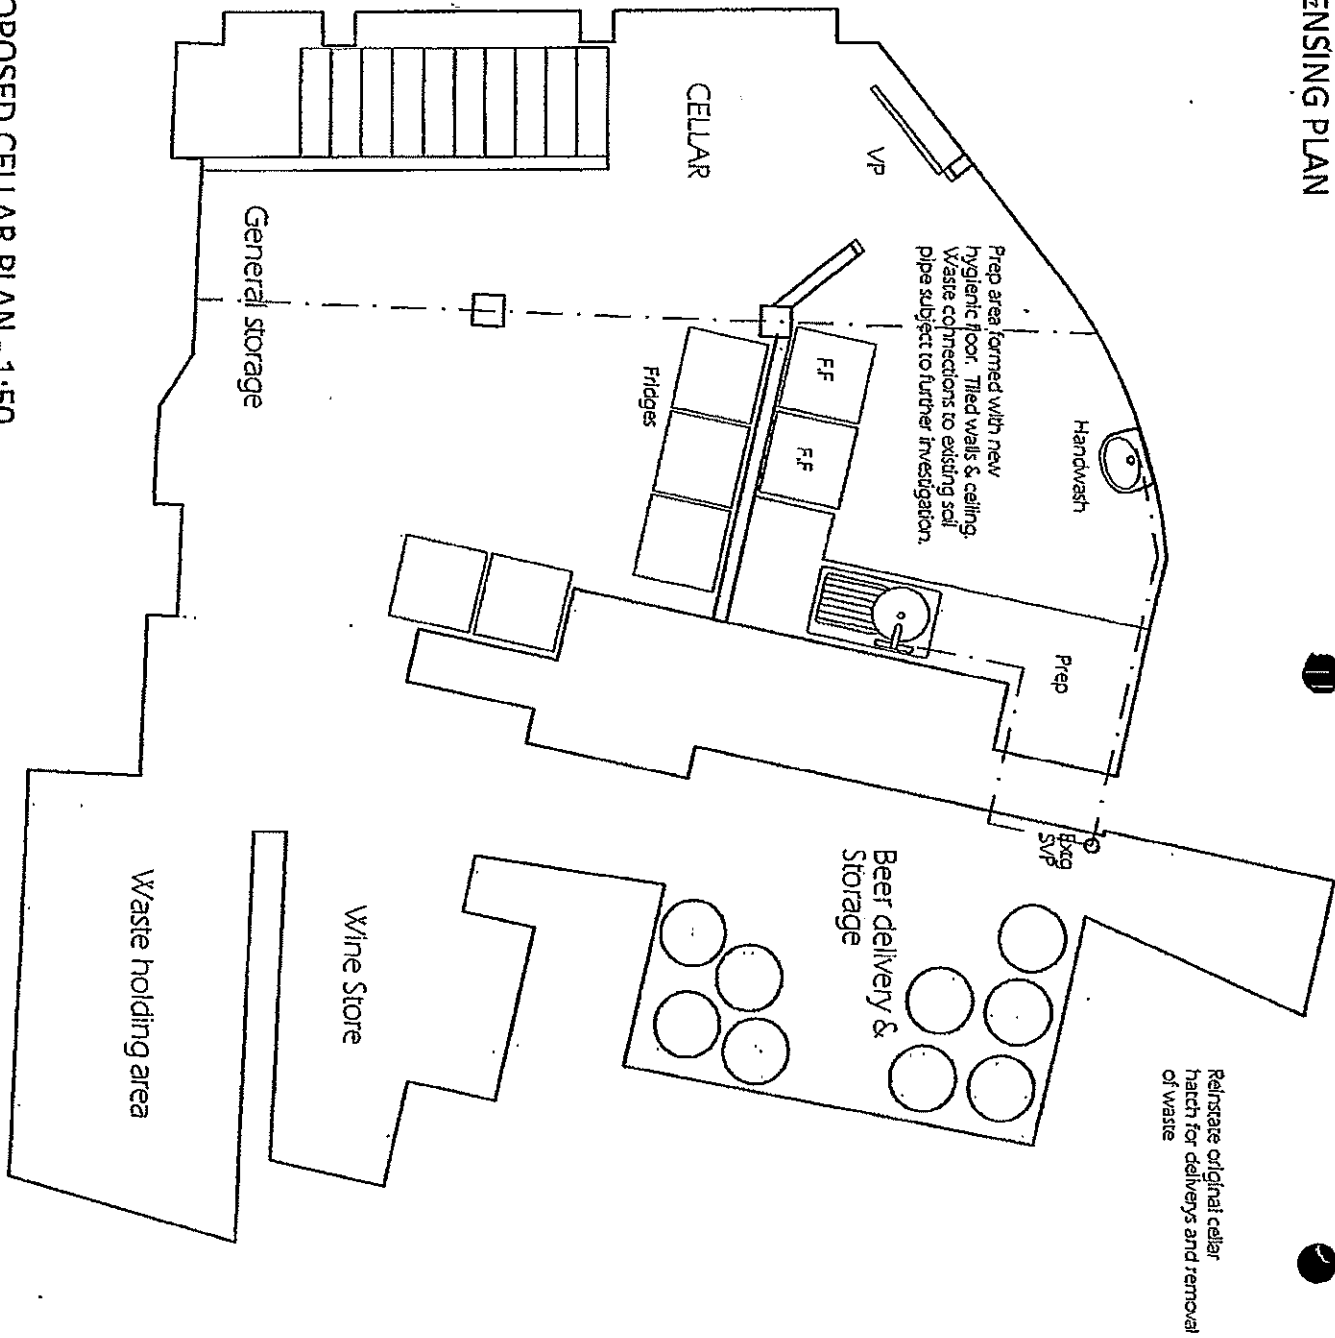 ENSING PLAN
Reinstate original cellar
hatch for deliverys and removal
of waste
Handwash
Prep
Exzg
SVP
Prep area formed with new
hygienic floor. Tiled walls & ceiling.
Waste connections to existing soil
pipe subject to further investigation.
VP
F.F
F.F
Beer delivery &
Storage
CELLAR
Fridges
Wine Store
General storage
Waste holding area
OPOSED CELLAR PLAN - 1:50